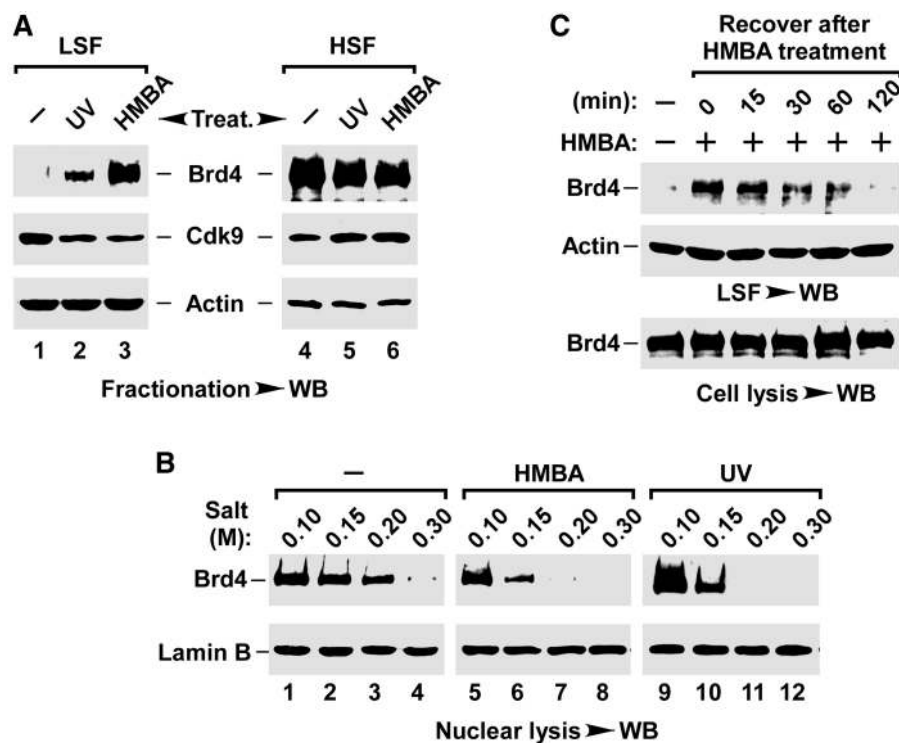 A
LSF
HSF
– UV HMBA ◄Treat.► – UV HMBA
– Brd4 –
– Cdk9 –
– Actin –
1 2 3 4 5 6
Fractionation ➤ WB
C
Recover after
HMBA treatment
(min): – 0 15 30 60 120
HMBA: – + + + + +
Brd4 –
Actin –
LSF ➤ WB
Brd4 –
Cell lysis ➤ WB
B
– HMBA UV
Salt
(M): 0.10 0.15 0.20 0.30 0.10 0.15 0.20 0.30 0.10 0.15 0.20 0.30
Brd4 –
Lamin B –
1 2 3 4 5 6 7 8 9 10 11 12
Nuclear lysis ➤ WB